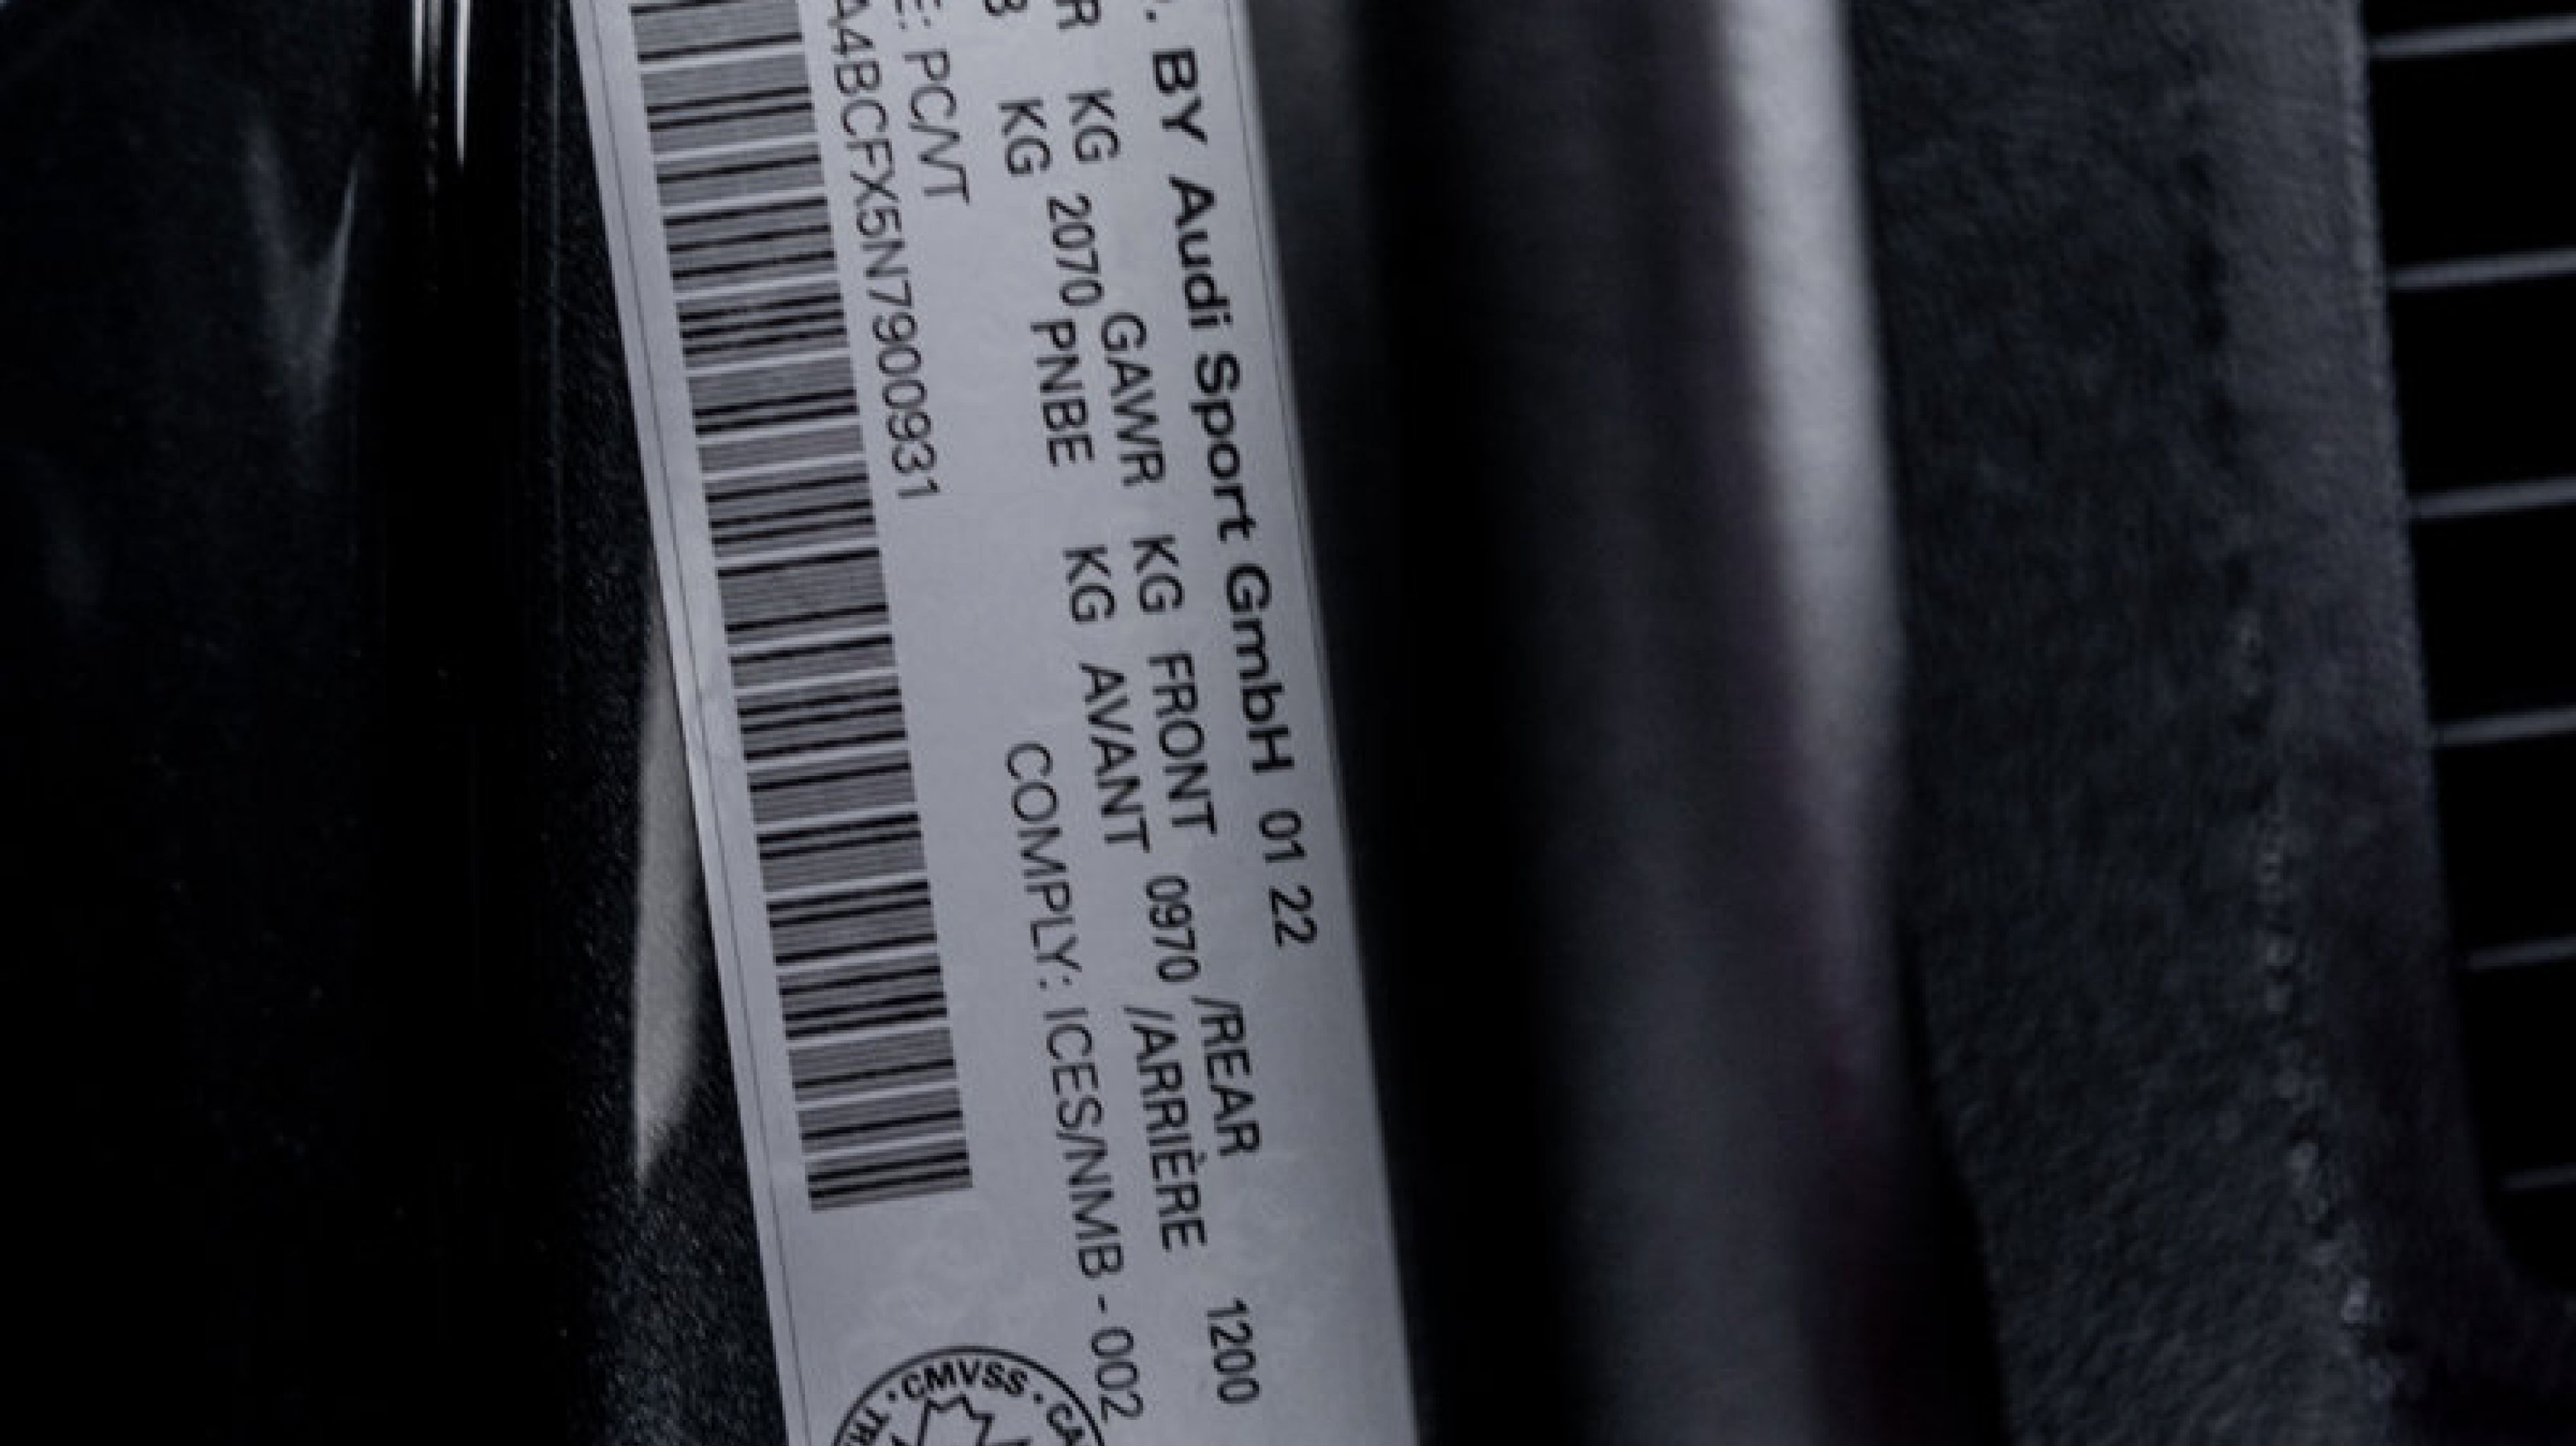 . BY Audi Sport GmbH 01 22
R KG 2070 GAWR KG FRONT 0970 /REAR 1200
KG PNBE KG AVANT /ARRIÈRE
COMPLY: ICES/NMB - 002
E: PC/VT
A4BCFX5N7900931
· CMVSS ·